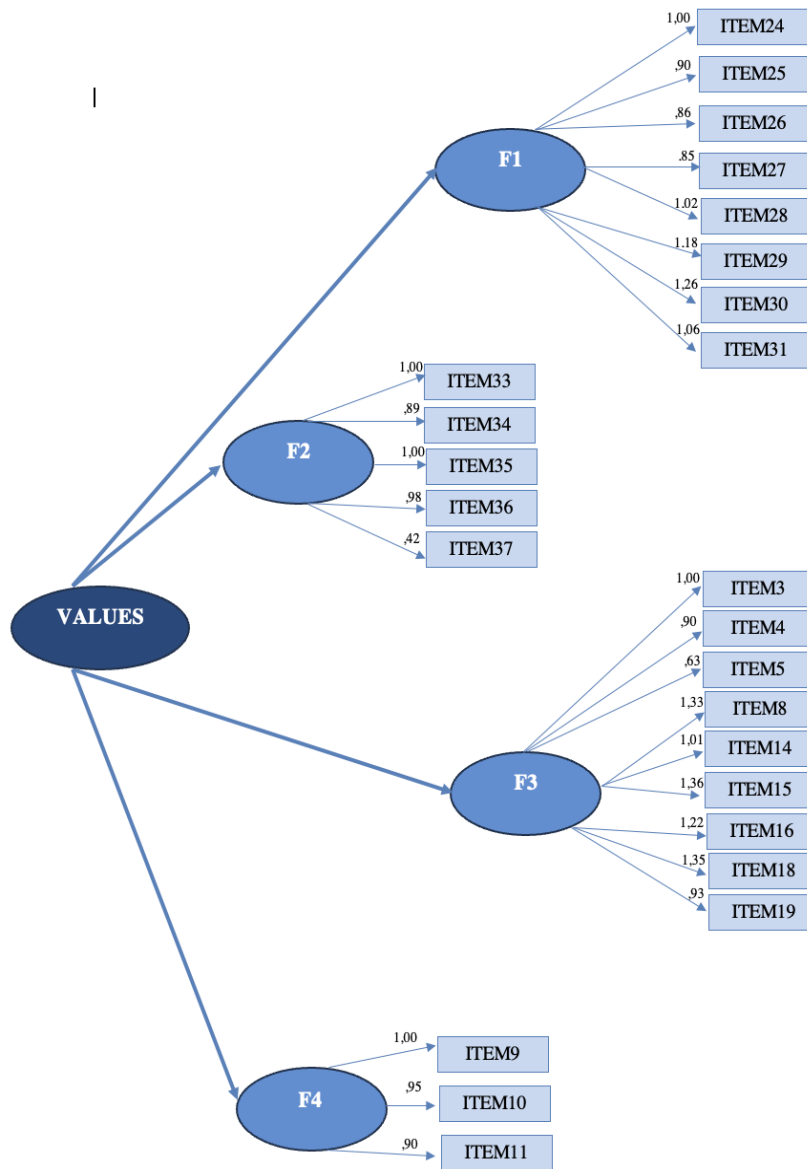 1,00 ITEM24
,90 ITEM25
,86 ITEM26
F1
,85 ITEM27
1.02 ITEM28
1.18 ITEM29
1,26 ITEM30
1,06 ITEM31
1,00 ITEM33
,89 ITEM34
F2
1,00 ITEM35
,98 ITEM36
,42 ITEM37
VALUES
1,00 ITEM3
,90 ITEM4
,63 ITEM5
1,33 ITEM8
1,01 ITEM14
F3
1,36 ITEM15
1,22 ITEM16
1,35 ITEM18
,93 ITEM19
1,00 ITEM9
F4
,95 ITEM10
,90 ITEM11